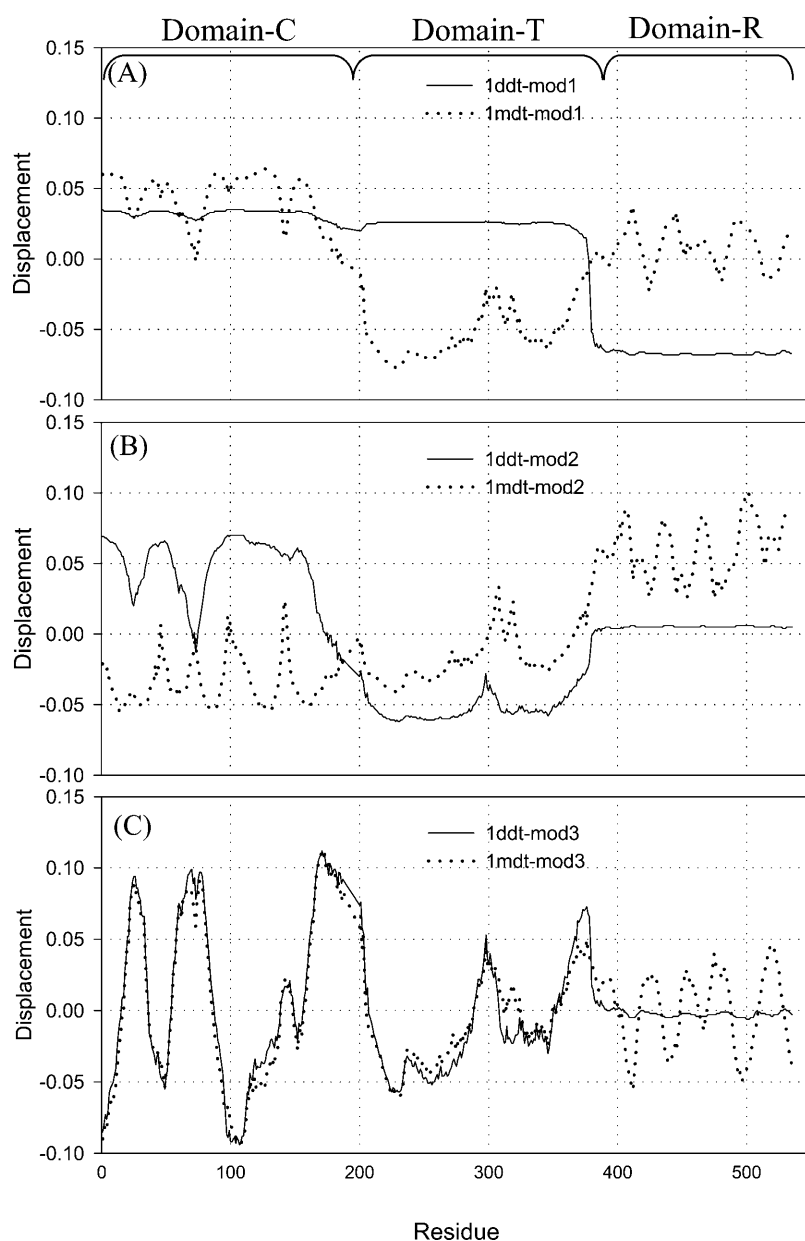 Domain-C Domain-T Domain-R
0.15
(A)
1ddt-mod1
1mdt-mod1
0.10
0.05
0.00
-0.05
-0.10
Displacement
0.15
(B)
1ddt-mod2
1mdt-mod2
0.10
0.05
0.00
-0.05
-0.10
Displacement
0.15
(C)
1ddt-mod3
1mdt-mod3
0.10
0.05
0.00
-0.05
-0.10
Displacement
0 100 200 300 400 500
Residue